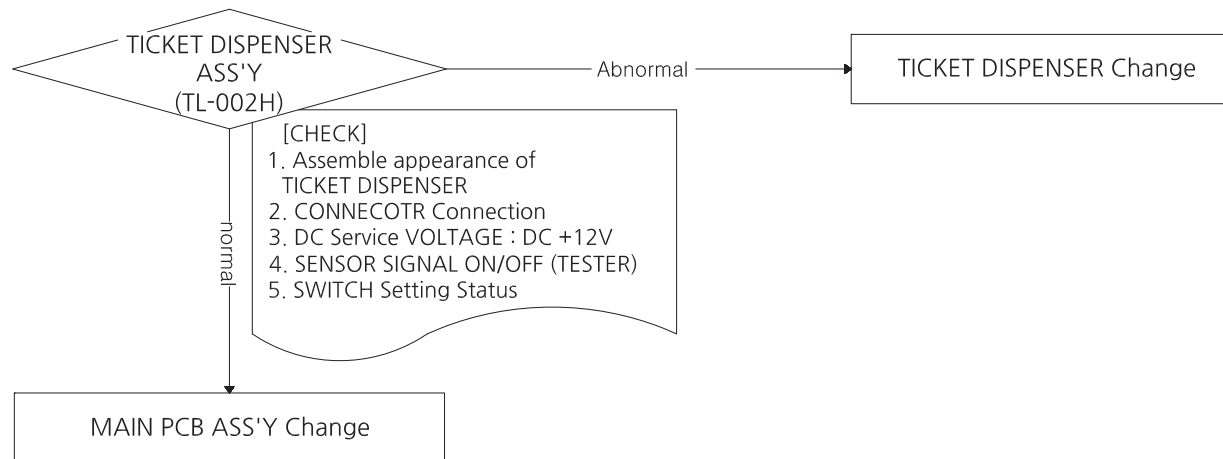 TICKET DISPENSER
ASS'Y
(TL-002H)
Abnormal
TICKET DISPENSER Change
[CHECK]
1. Assemble appearance of
TICKET DISPENSER
2. CONNECOTR Connection
3. DC Service VOLTAGE : DC +12V
4. SENSOR SIGNAL ON/OFF (TESTER)
5. SWITCH Setting Status
normal
MAIN PCB ASS'Y Change